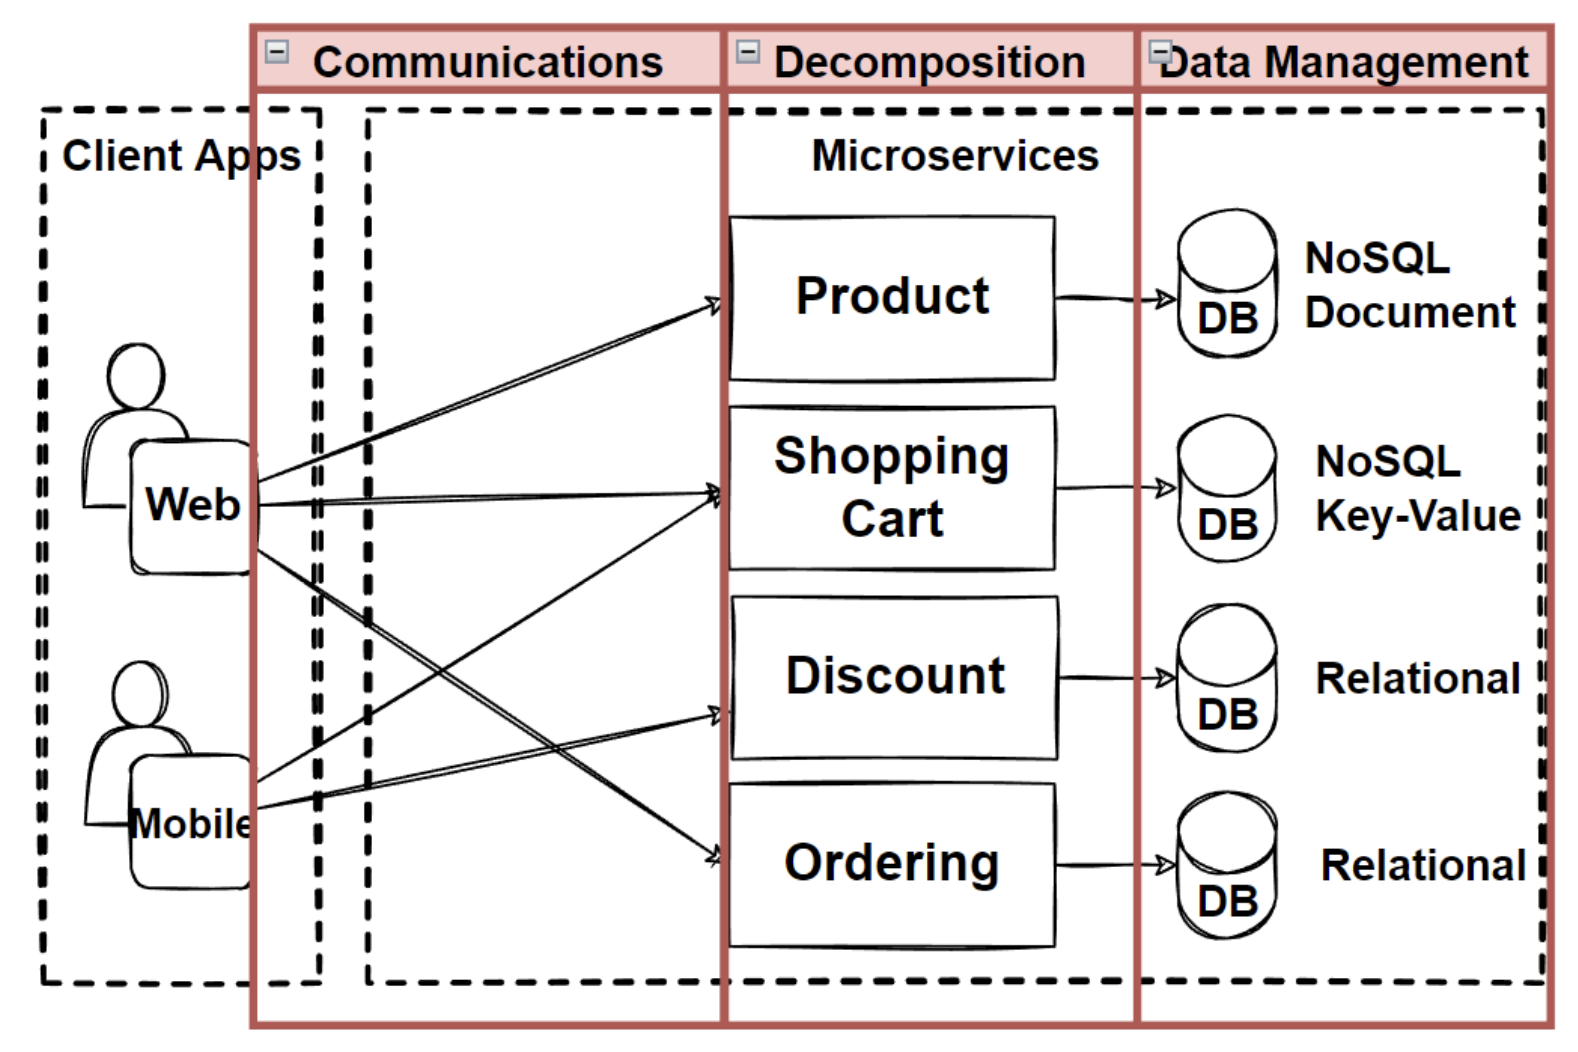 Communications
Decomposition
Data Management
Client Apps
Microservices
Product
DB
NoSQL
Document
Web
Shopping
Cart
DB
NoSQL
Key-Value
Discount
DB
Relational
Mobile
Ordering
DB
Relational